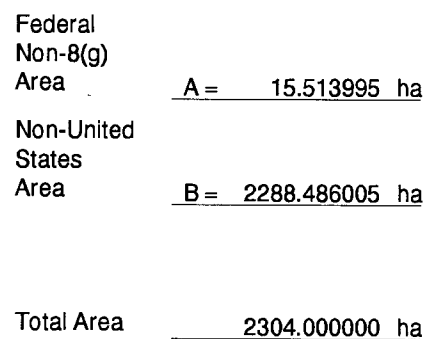 Federal
Non-8(g)
Area A = 15.513995 ha
Non-United
States
Area B = 2288.486005 ha
Total Area 2304.000000 ha